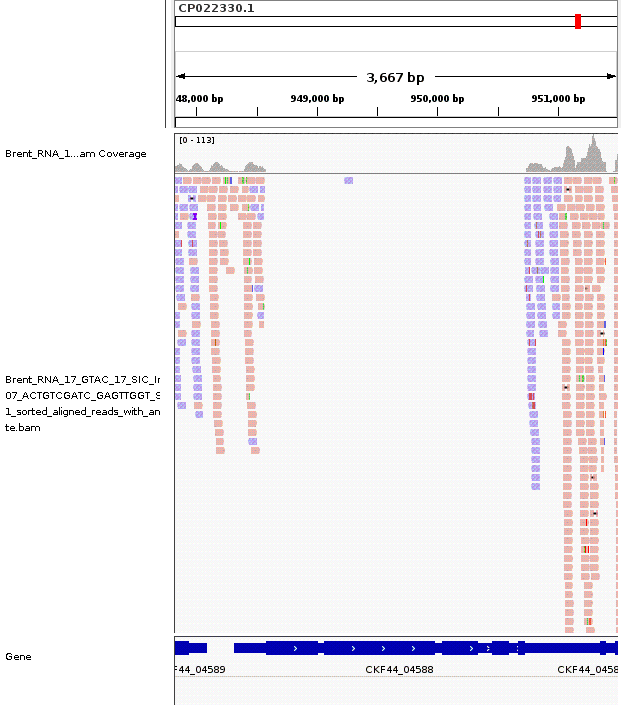 CP022330.1
3,667 bp
48,000 bp 949,000 bp 950,000 bp 951,000 bp
[0 - 113]
Brent_RNA_1...am Coverage
Brent_RNA_17_GTAC_17_SIC_Ir
07_ACTGTCGATC_GAGTTGGT_S
1_sorted_aligned_reads_with_an
te.bam
Gene
F44_04589 CKF44_04588 CKF44_0458